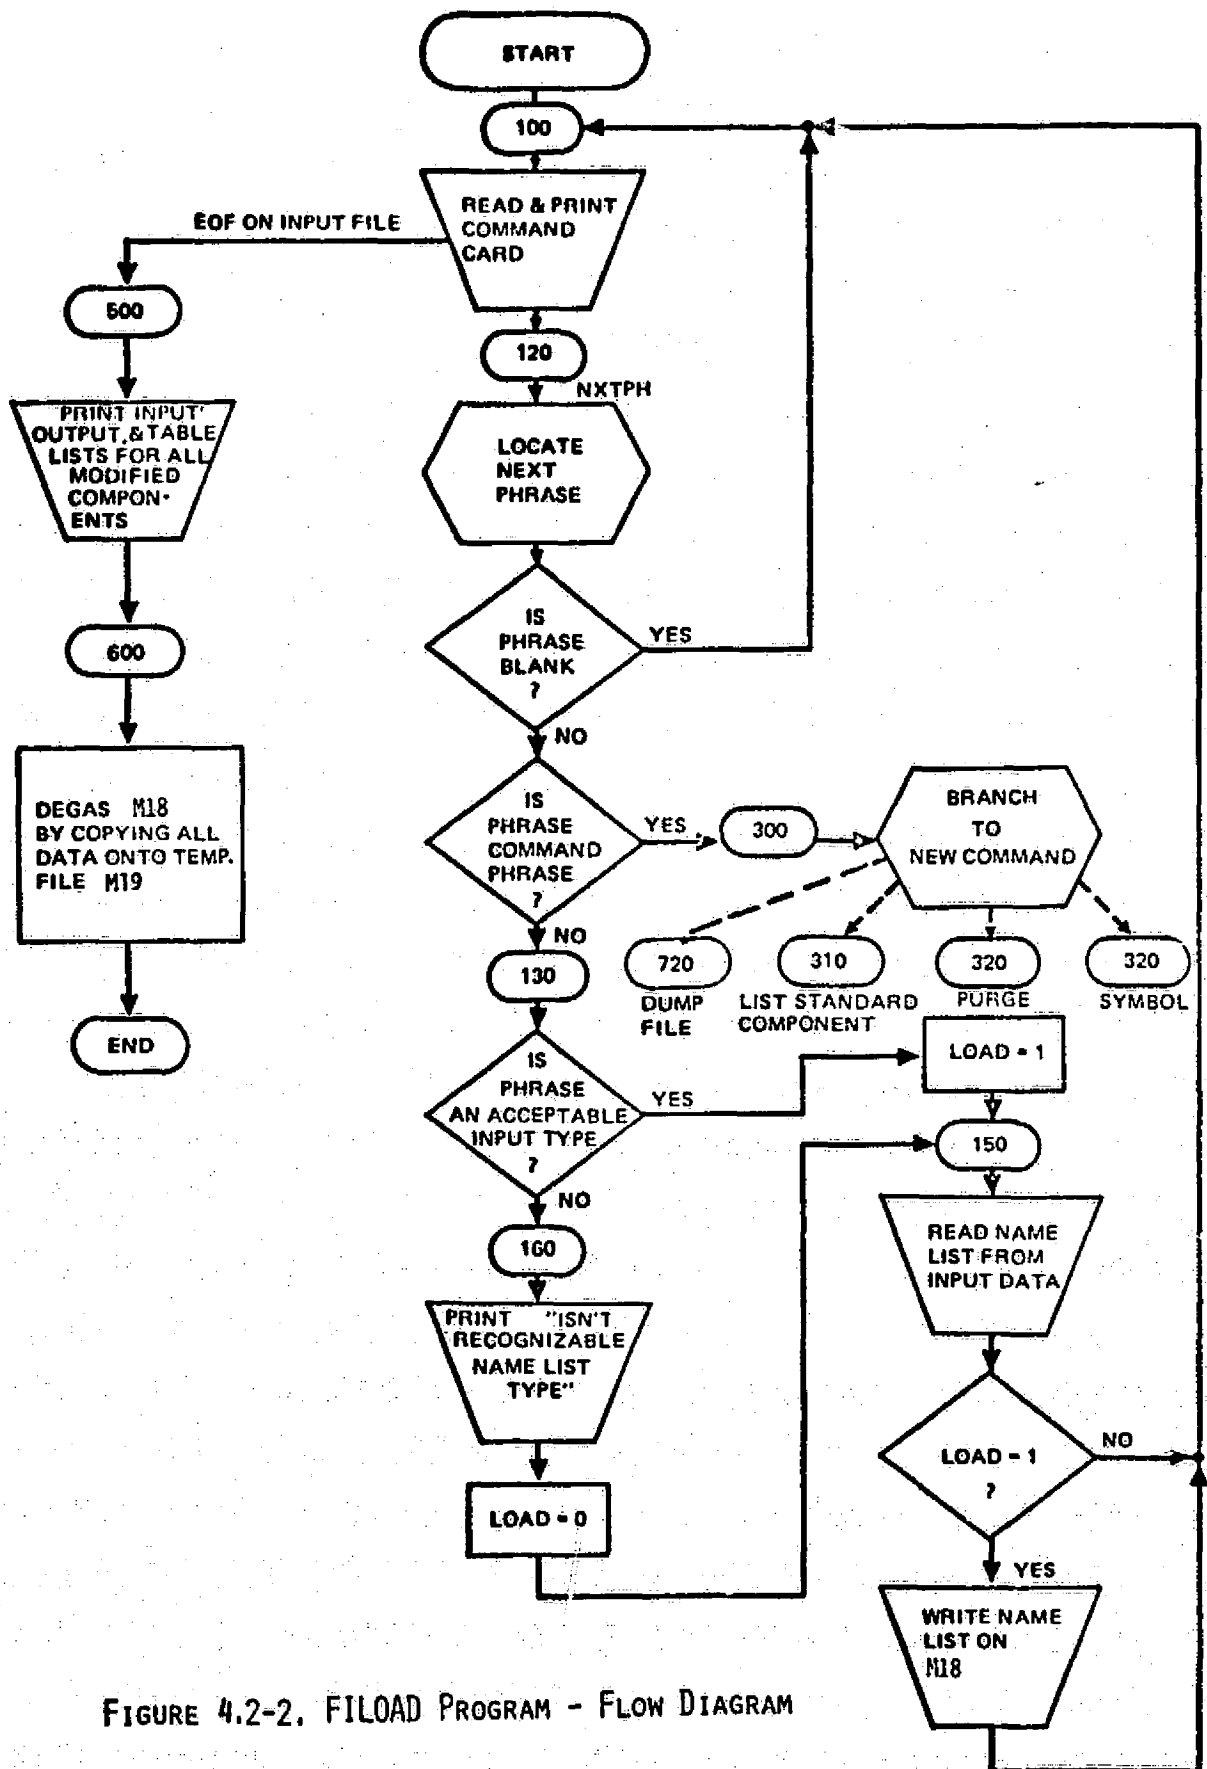 START
100
READ & PRINT
COMMAND
CARD
EOF ON INPUT FILE
500
120
NXTPH
PRINT INPUT'
OUTPUT, & TABLE
LISTS FOR ALL
MODIFIED
COMPON-
ENTS
LOCATE
NEXT
PHRASE
600
IS
PHRASE
BLANK
?
YES
NO
DEGAS M18
BY COPYING ALL
DATA ONTO TEMP.
FILE M19
IS
PHRASE
COMMAND
PHRASE
?
YES
300
BRANCH
TO
NEW COMMAND
NO
130
720
DUMP
FILE
310
LIST STANDARD
COMPONENT
320
PURGE
320
SYMBOL
END
IS
PHRASE
AN ACCEPTABLE
INPUT TYPE
?
YES
LOAD = 1
150
NO
160
READ NAME
LIST FROM
INPUT DATA
PRINT "ISN'T
RECOGNIZABLE
NAME LIST
TYPE"
LOAD = 1
?
NO
LOAD = 0
YES
WRITE NAME
LIST ON
M18
FIGURE 4.2-2. FILOAD PROGRAM - FLOW DIAGRAM